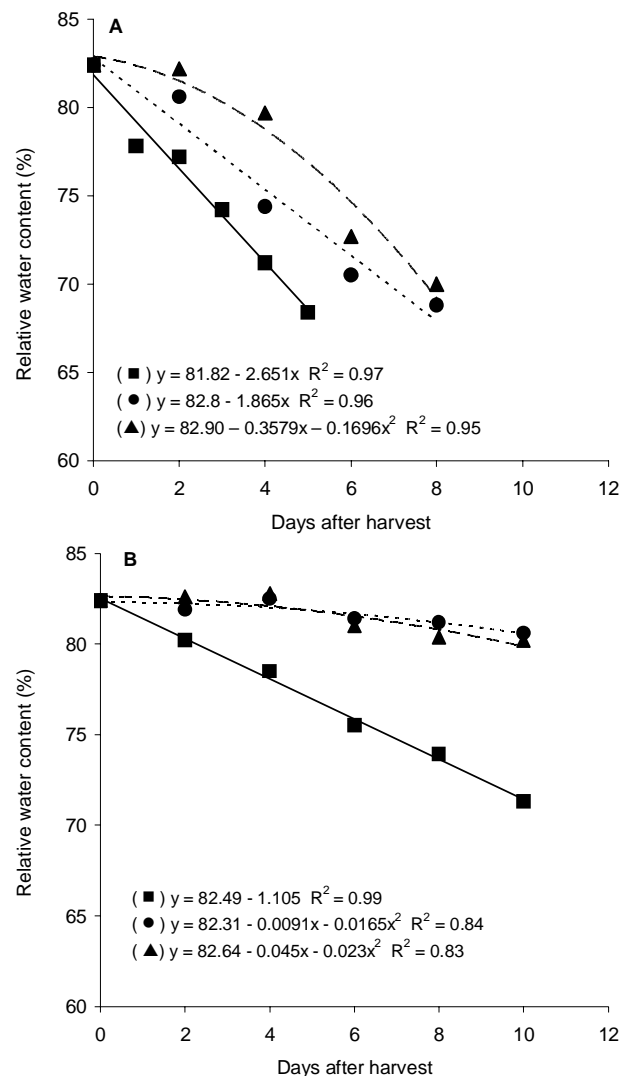 A
85
80
75
70
65
60
Relative water content (%)
(■) y = 81.82 - 2.651x R² = 0.97
(●) y = 82.8 - 1.865x R² = 0.96
(▲) y = 82.90 – 0.3579x – 0.1696x² R² = 0.95
0 2 4 6 8 10 12
Days after harvest
B
85
80
75
70
65
60
Relative water content (%)
(■) y = 82.49 - 1.105 R² = 0.99
(●) y = 82.31 - 0.0091x - 0.0165x² R² = 0.84
(▲) y = 82.64 - 0.045x - 0.023x² R² = 0.83
0 2 4 6 8 10 12
Days after harvest